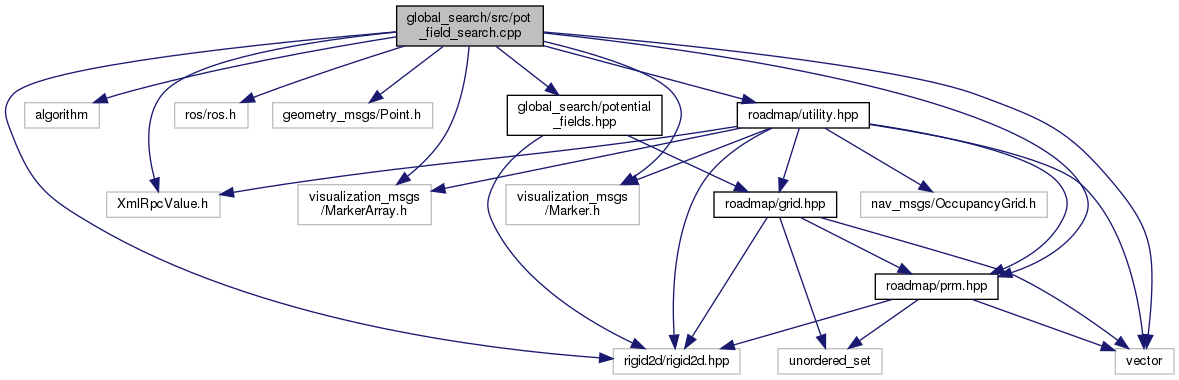 global_search/src/pot
_field_search.cpp
algorithm
ros/ros.h
geometry_msgs/Point.h
global_search/potential
_fields.hpp
roadmap/utility.hpp
XmlRpcValue.h
visualization_msgs
/MarkerArray.h
visualization_msgs
/Marker.h
roadmap/grid.hpp
nav_msgs/OccupancyGrid.h
roadmap/prm.hpp
rigid2d/rigid2d.hpp
unordered_set
vector